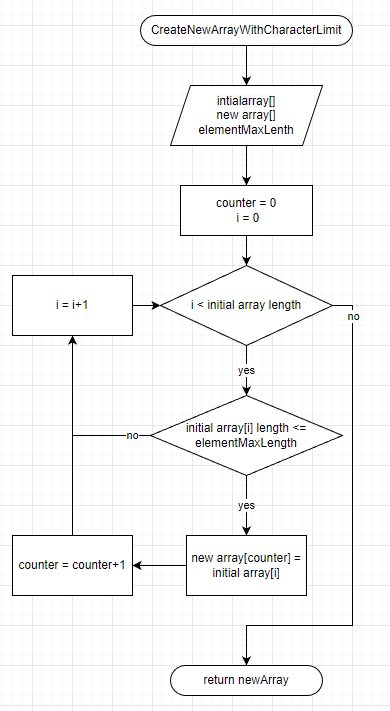 CreateNewArrayWithCharacterLimit
intialarray[]
new array[]
elementMaxLenth
counter = 0
i = 0
i = i+1
i < initial array length
no
yes
initial array[i] length <=
elementMaxLength
no
yes
counter = counter+1
new array[counter] =
initial array[i]
return newArray